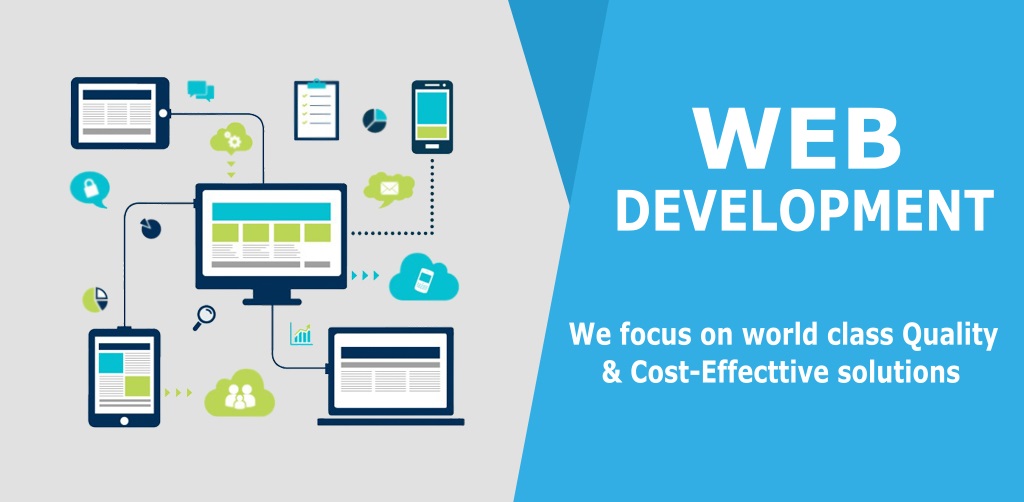 WEB
DEVELOPMENT
We focus on world class Quality
& Cost-Effecttive solutions